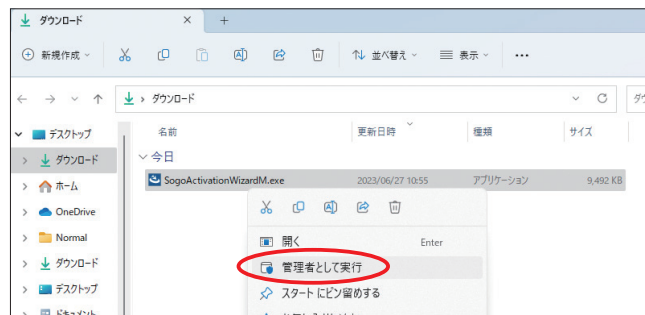 ダウンロード
新規作成
並べ替え
表示
ダウンロード
デスクトップ
ダウンロード
ホーム
OneDrive
Normal
ダウンロード
デスクトップ
名前 更新日時 種類 サイズ
今日
SogoActivationWizardM.exe 2023/06/27 10:55 アプリケーション 9,492 KB
開く Enter
管理者として実行
スタート にピン留めする